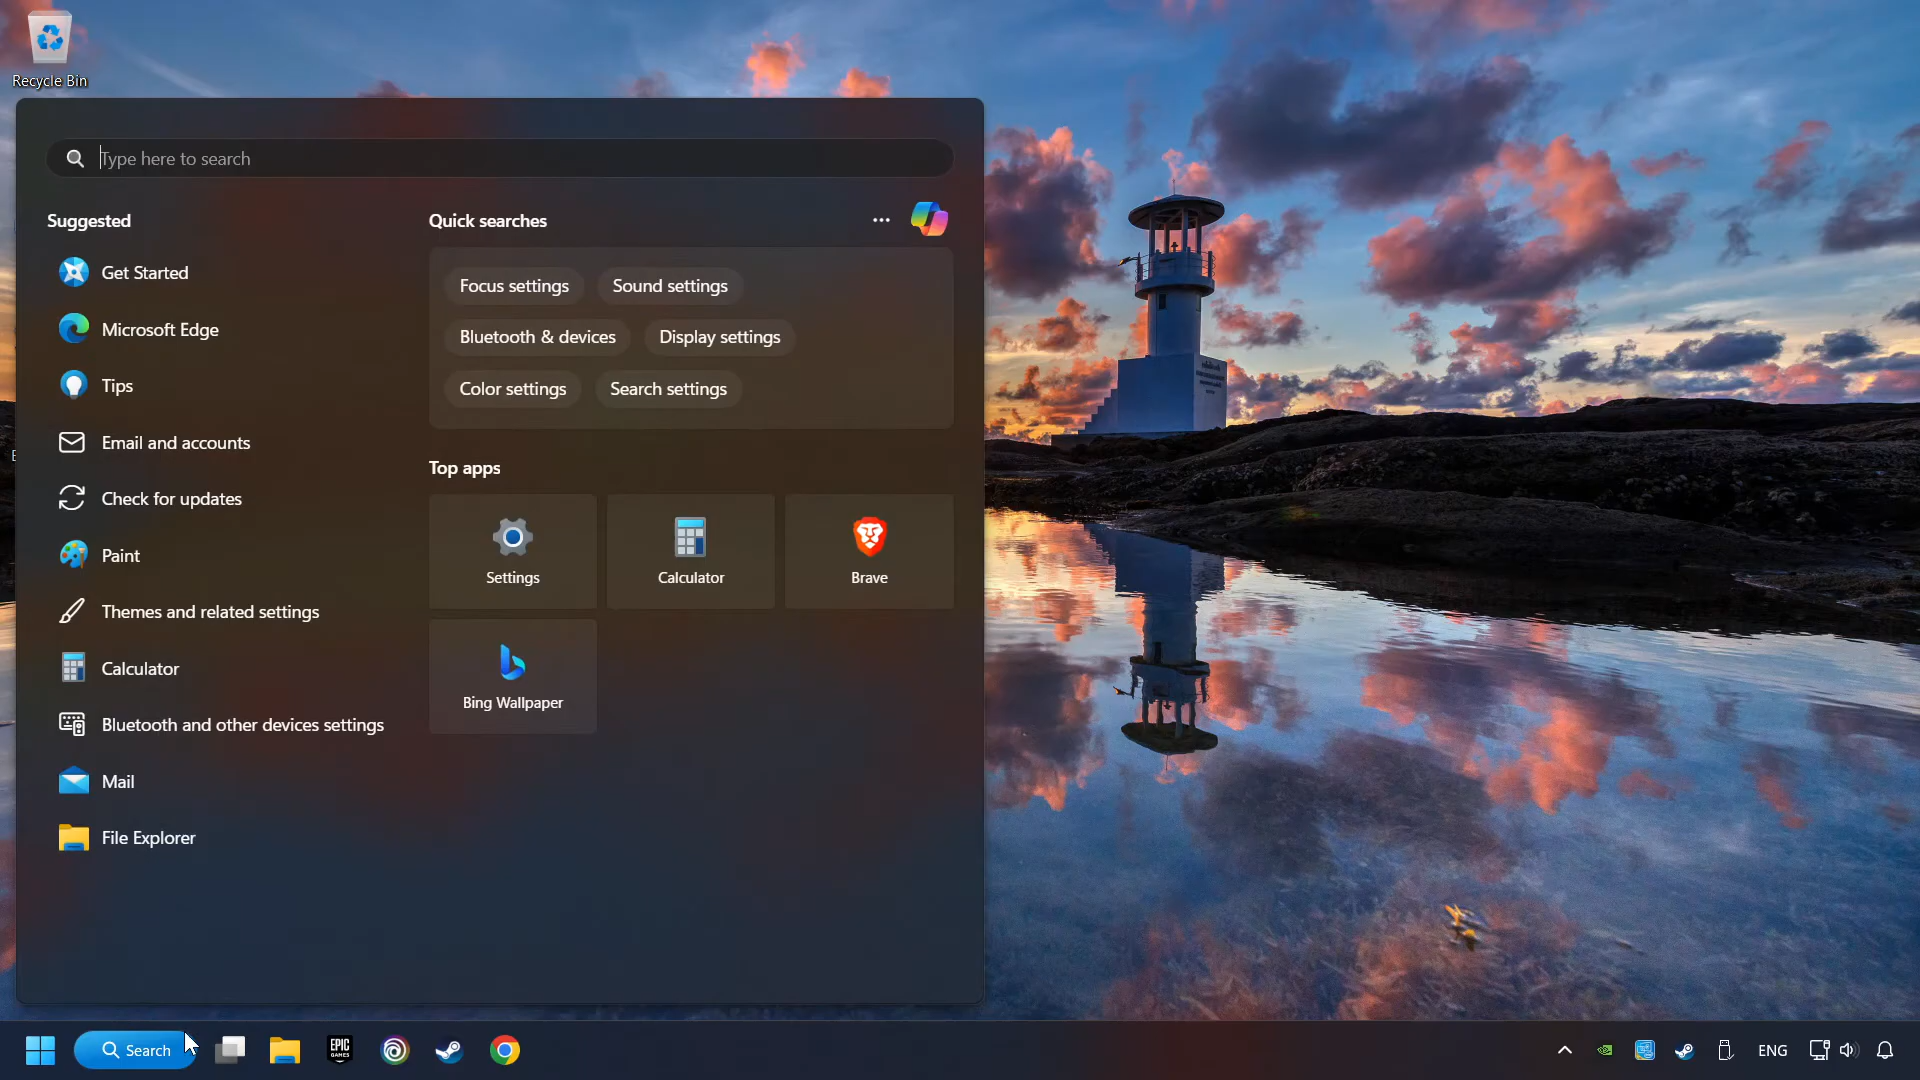 Recycle Bin
Type here to search
Suggested
Get Started
Microsoft Edge
Tips
Email and accounts
Check for updates
Paint
Themes and related settings
Calculator
Bluetooth and other devices settings
Mail
File Explorer
Quick searches
Focus settings
Sound settings
Bluetooth & devices
Display settings
Color settings
Search settings
Top apps
Settings
Calculator
Brave
Bing Wallpaper
Search
EPIC
GAMES
ENG